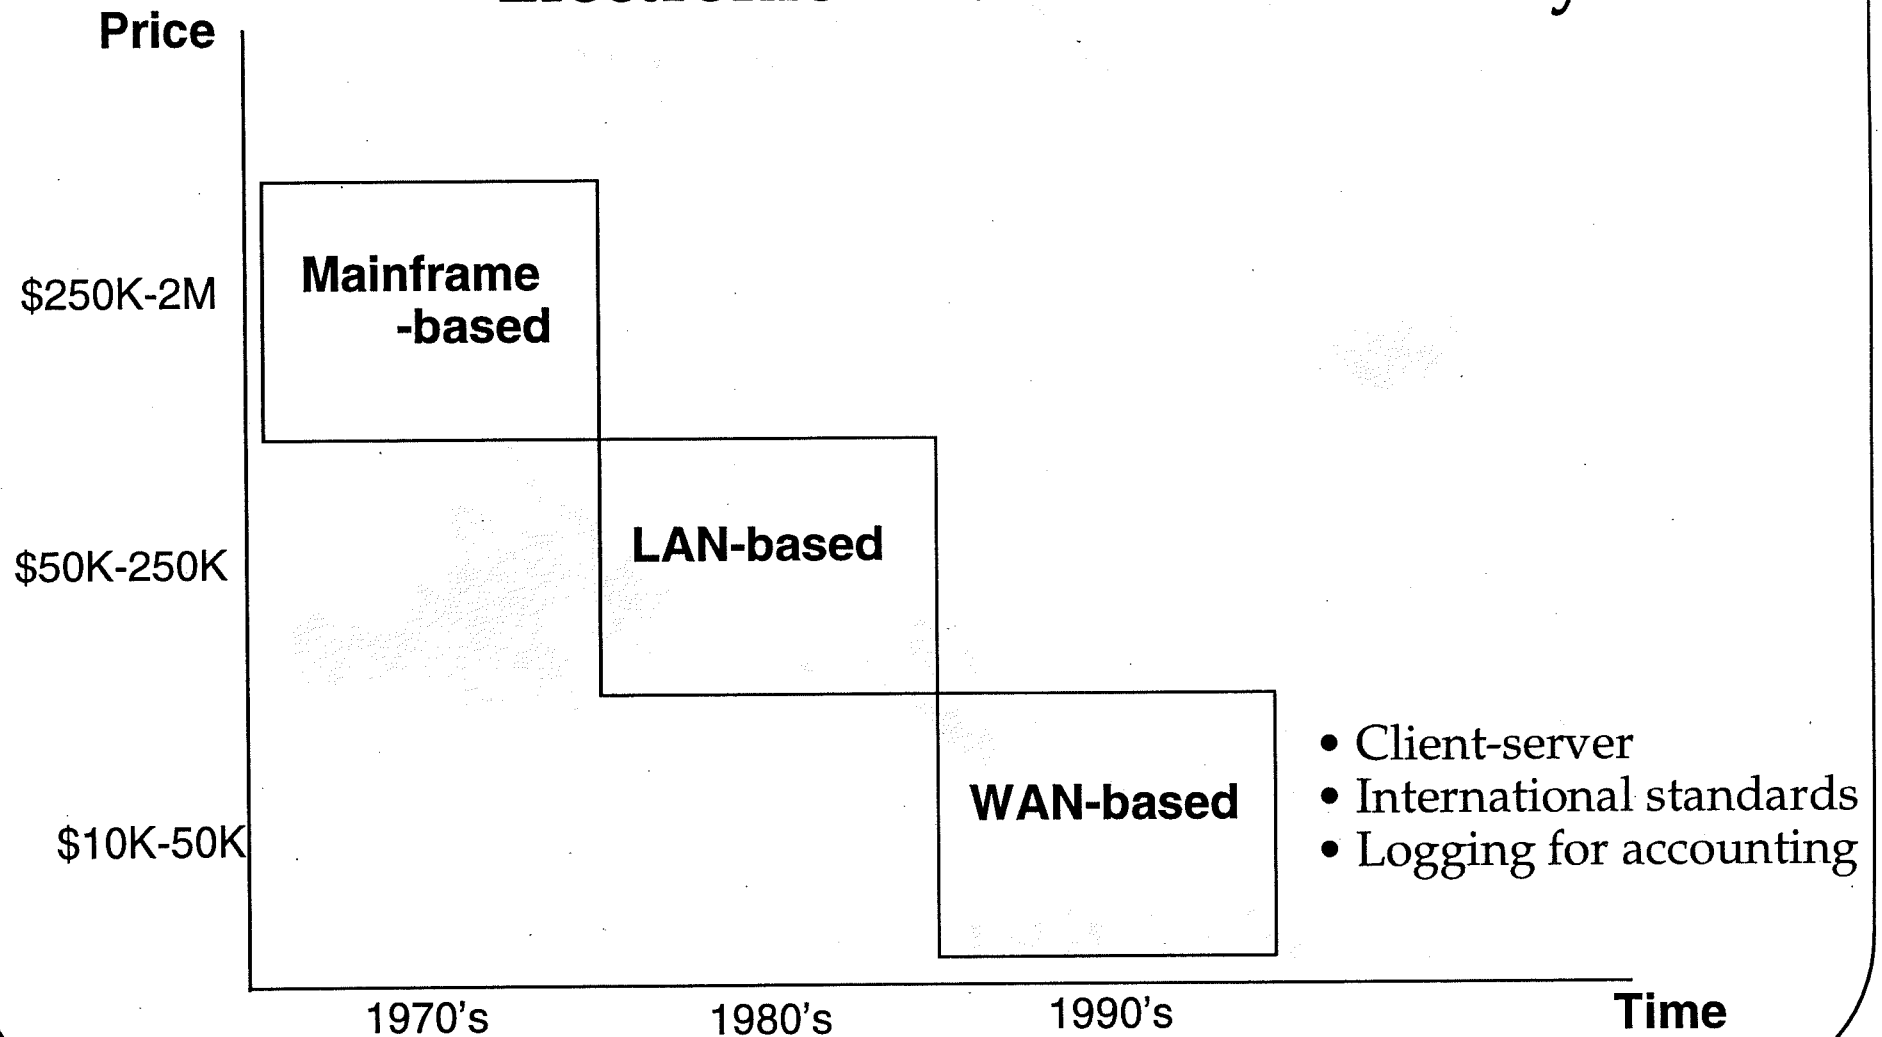 Price
$250K-2M
Mainframe
-based
$50K-250K
LAN-based
$10K-50K
WAN-based
• Client-server
• International standards
• Logging for accounting
1970's
1980's
1990's
Time